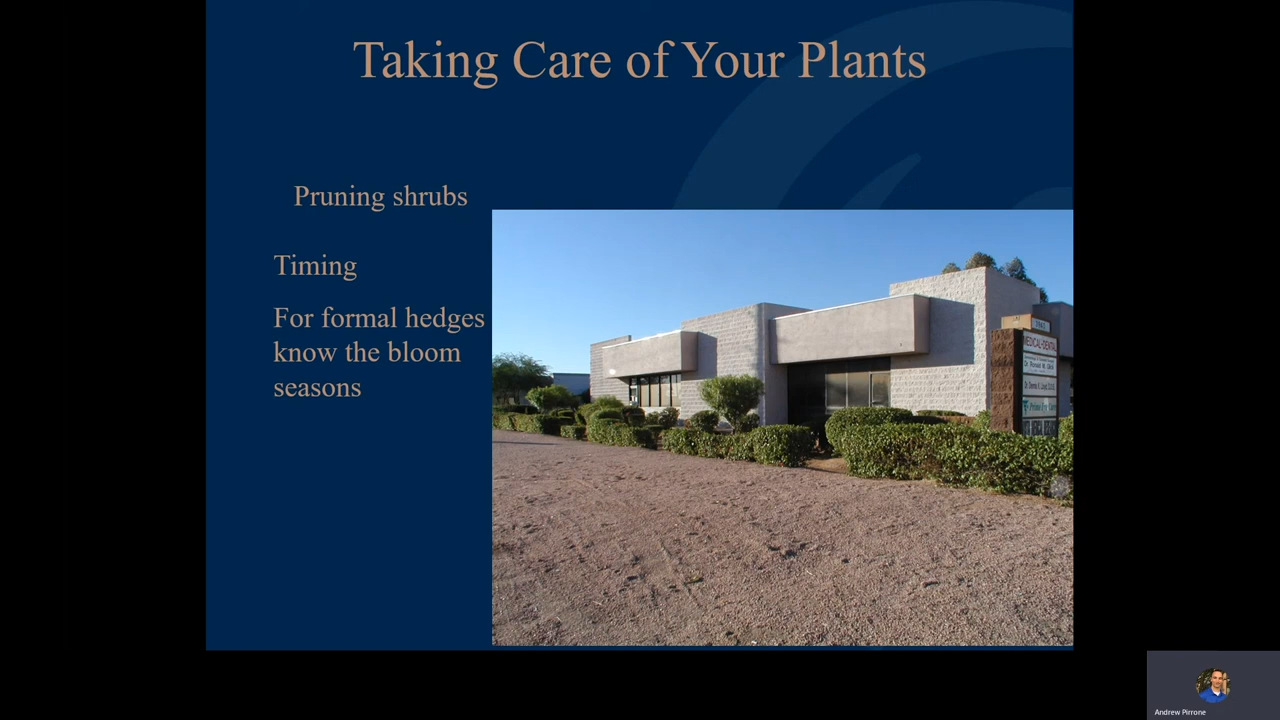 Taking Care of Your Plants
Pruning shrubs
Timing
For formal hedges
know the bloom
seasons
MEDICAL-DENTAL
Andrew Pirrone